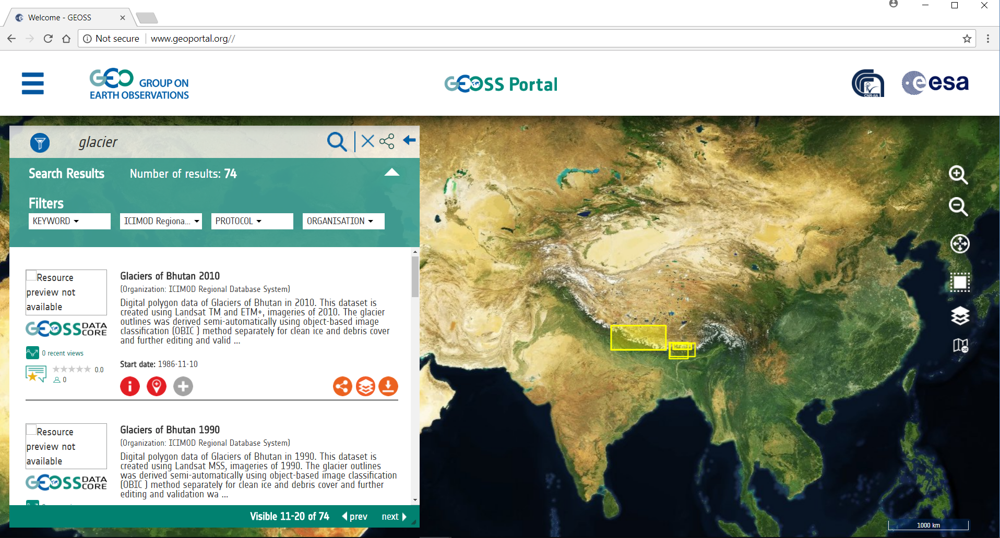 Welcome - GEOSS
Not secure
www.geoportal.org//
GEO GROUP ON
EARTH OBSERVATIONS
GEOSS Portal
CNR-IIA
esa
glacier
Search Results
Number of results: 74
Filters
KEYWORD
ICIMOD Regiona...
PROTOCOL
ORGANISATION
Resource
preview not
available
GEOSS DATA
CORE
0 recent views
0.0
0
Glaciers of Bhutan 2010
(Organization: ICIMOD Regional Database System)
Digital polygon data of Glaciers of Bhutan in 2010. This dataset is
created using Landsat TM and ETM+, imageries of 2010. The glacier
outlines was derived semi-automatically using object-based image
classification (OBIC ) method separately for clean ice and debris cover
and further editing and valid ...
Start date: 1986-11-10
Resource
preview not
available
GEOSS DATA
CORE
Glaciers of Bhutan 1990
(Organization: ICIMOD Regional Database System)
Digital polygon data of Glaciers of Bhutan in 1990. This dataset is
created using Landsat MSS, imageries of 1990. The glacier outlines
was derived semi-automatically using object-based image classification
(OBIC ) method separately for clean ice and debris cover and further
editing and validation wa ...
Visible 11-20 of 74
prev
next
1000 km